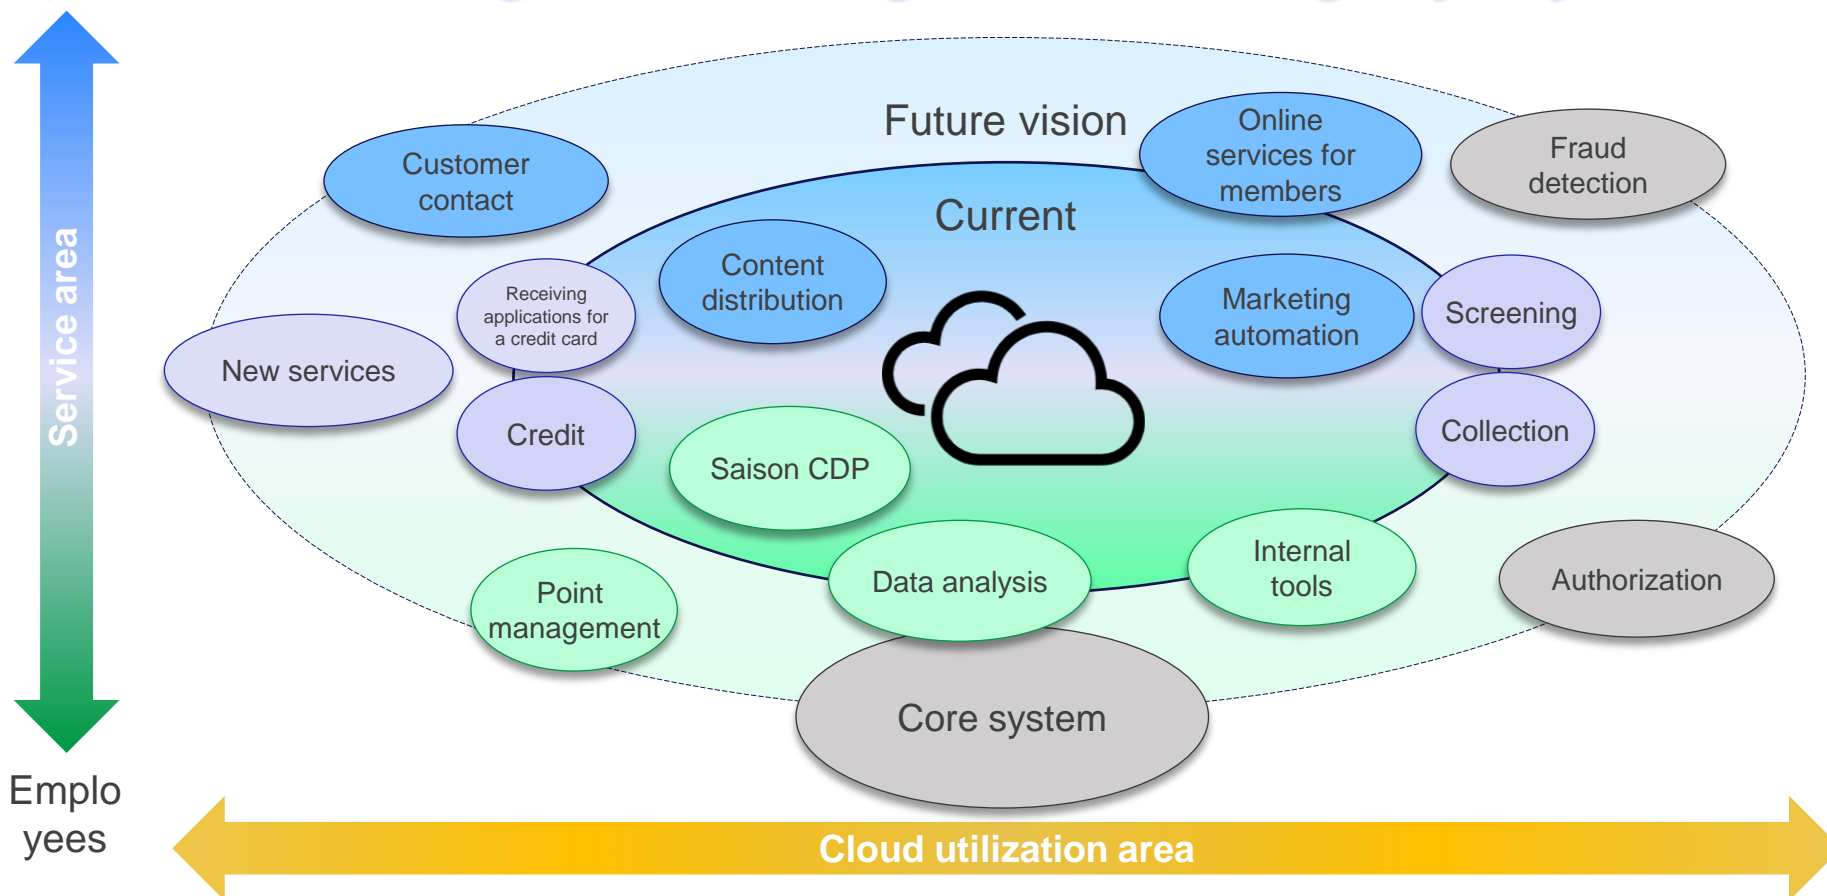 Future vision
Online
services for
members
Fraud
detection
Customer
contact
Current
Content
distribution
Marketing
automation
Screening
Receiving
applications for
a credit card
New services
Service area
Credit
Collection
Saison CDP
Data analysis
Internal
tools
Authorization
Point
management
Core system
Emplo
yees
Cloud utilization area